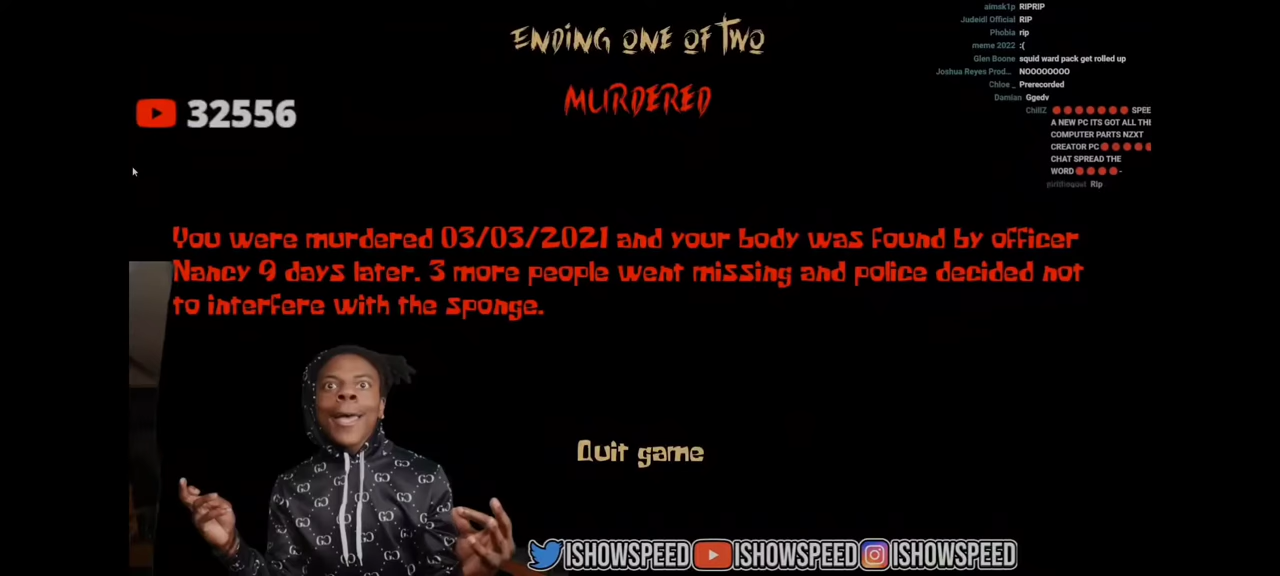 ENDING ONE OF TWO
MURDERED
32556
aimsk1p RIPRIP
Judeidl Official RIP
Phobia rip
meme 2022 :(
Glen Boone squid ward pack get rolled up
Joshua Reyes Prod... NOOOOOOO
Chloe _ Prerecorded
Damian Ggedv
ChillZ SPEE
A NEW PC ITS GOT ALL THE
COMPUTER PARTS NZXT
CREATOR PC
CHAT SPREAD THE
WORD -
Rip
You were murdered 03/03/2021 and your body was found by officer
Nancy 9 days later. 3 more people went missing and police decided not
to interfere with the sponge.
Quit game
ISHOWSPEED ISHOWSPEED ISHOWSPEED